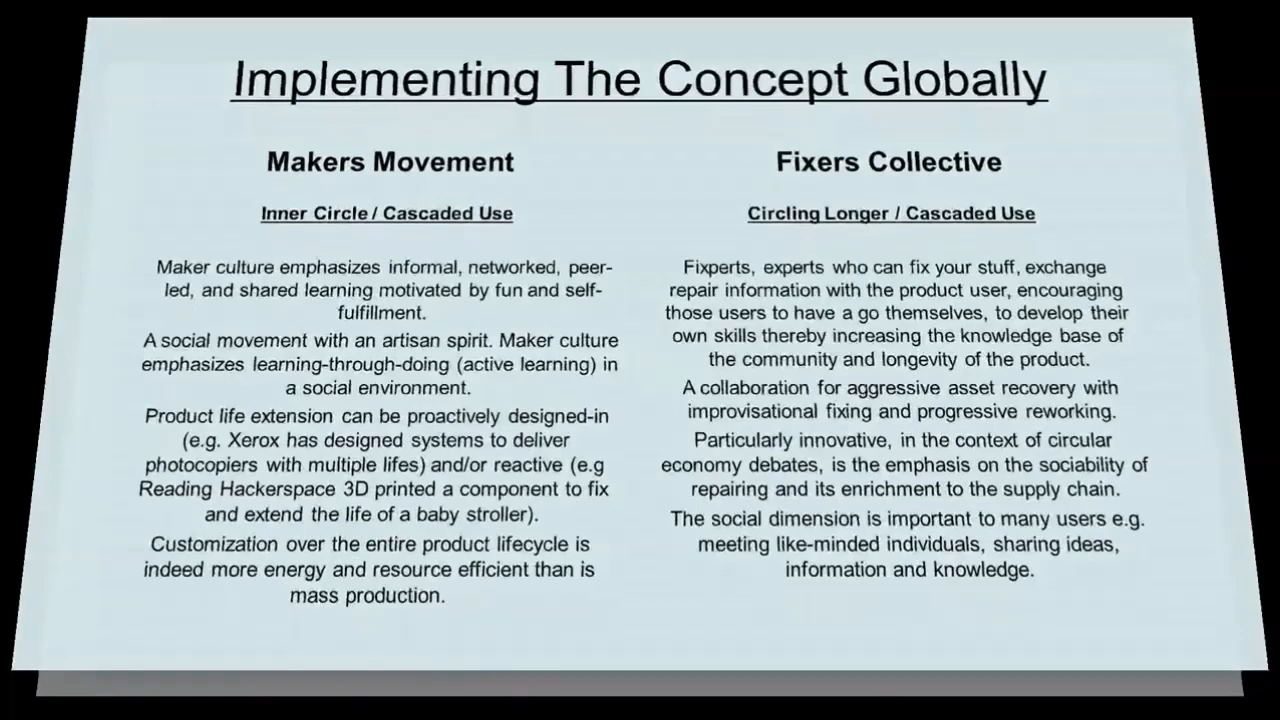 Implementing The Concept Globally
Makers Movement
Inner Circle / Cascaded Use
Maker culture emphasizes informal, networked, peer-
led, and shared learning motivated by fun and self-
fulfillment.
A social movement with an artisan spirit. Maker culture
emphasizes learning-through-doing (active learning) in
a social environment.
Product life extension can be proactively designed-in
(e.g. Xerox has designed systems to deliver
photocopiers with multiple lifes) and/or reactive (e.g
Reading Hackerspace 3D printed a component to fix
and extend the life of a baby stroller).
Customization over the entire product lifecycle is
indeed more energy and resource efficient than is
mass production.
Fixers Collective
Circling Longer / Cascaded Use
Fixperts, experts who can fix your stuff, exchange
repair information with the product user, encouraging
those users to have a go themselves, to develop their
own skills thereby increasing the knowledge base of
the community and longevity of the product.
A collaboration for aggressive asset recovery with
improvisational fixing and progressive reworking.
Particularly innovative, in the context of circular
economy debates, is the emphasis on the sociability of
repairing and its enrichment to the supply chain.
The social dimension is important to many users e.g.
meeting like-minded individuals, sharing ideas,
information and knowledge.